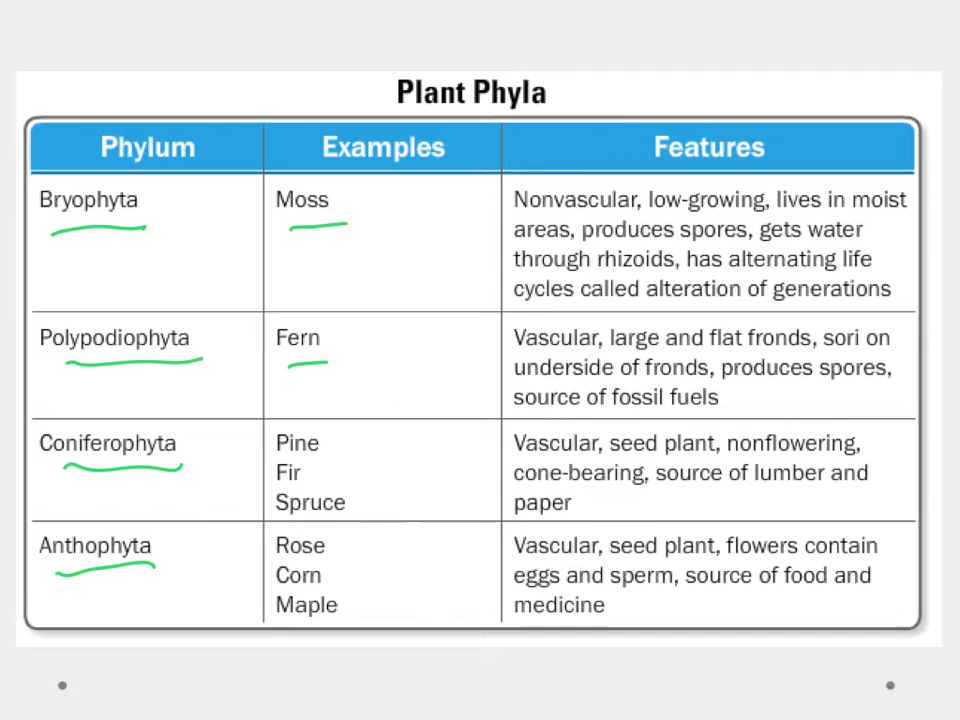 Plant Phyla
Phylum Examples Features
Bryophyta Moss Nonvascular, low-growing, lives in moist
areas, produces spores, gets water
through rhizoids, has alternating life
cycles called alteration of generations
Polypodiophyta Fern Vascular, large and flat fronds, sori on
underside of fronds, produces spores,
source of fossil fuels
Coniferophyta Pine Vascular, seed plant, nonflowering,
Fir cone-bearing, source of lumber and
Spruce paper
Anthophyta Rose Vascular, seed plant, flowers contain
Corn eggs and sperm, source of food and
Maple medicine